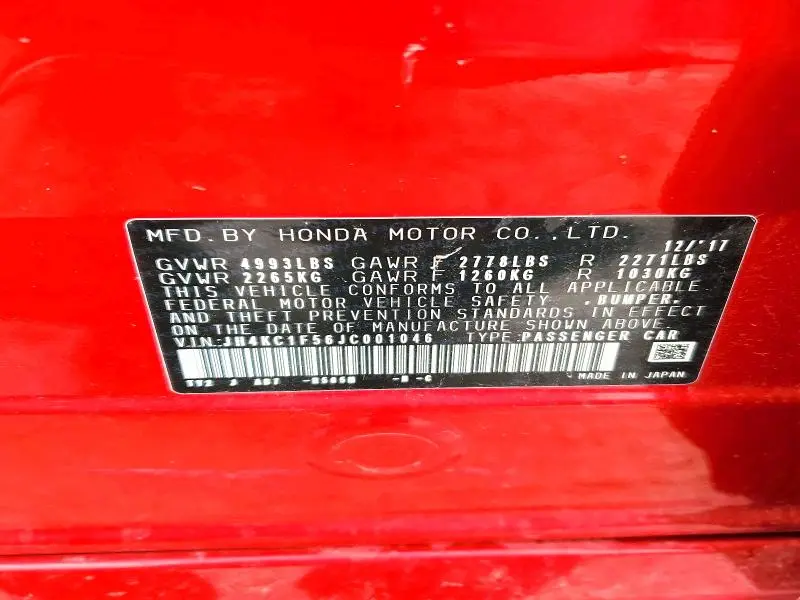 MFD. BY HONDA MOTOR CO.,LTD. 12/'17
GVWR 4993LBS GAWR F 2778LBS R 2271LBS
GVWR 2265KG GAWR F 1260KG R 1030KG
THIS VEHICLE CONFORMS TO ALL APPLICABLE
FEDERAL MOTOR VEHICLE SAFETY .BUMPER.
AND THEFT PREVENTION STANDARDS IN EFFECT
ON THE DATE OF MANUFACTURE SHOWN ABOVE.
VIN:JH4KC1F56JC001046 TYPE:PASSENGER CAR
MADE IN JAPAN